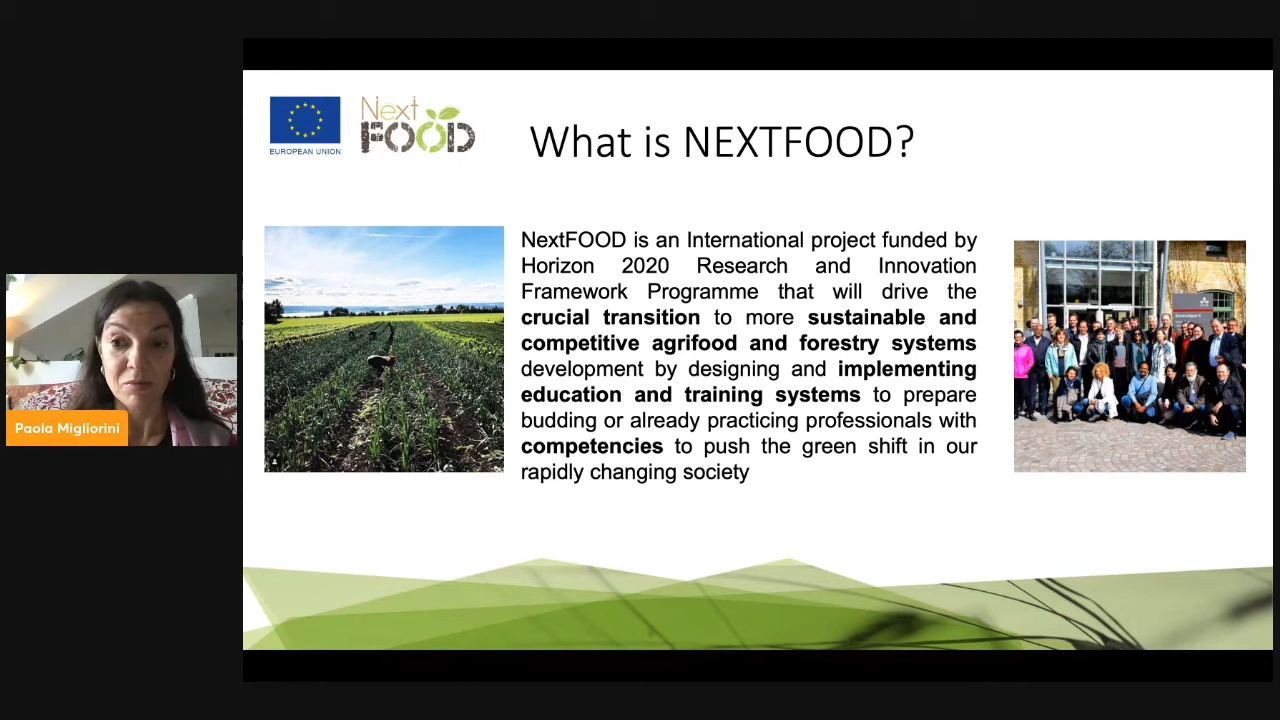 EUROPEAN UNION
Next
FOOD
What is NEXTFOOD?
NextFOOD is an International project funded by
Horizon 2020 Research and Innovation
Framework Programme that will drive the
crucial transition to more sustainable and
competitive agrifood and forestry systems
development by designing and implementing
education and training systems to prepare
budding or already practicing professionals with
competencies to push the green shift in our
rapidly changing society
Paola Migliorini